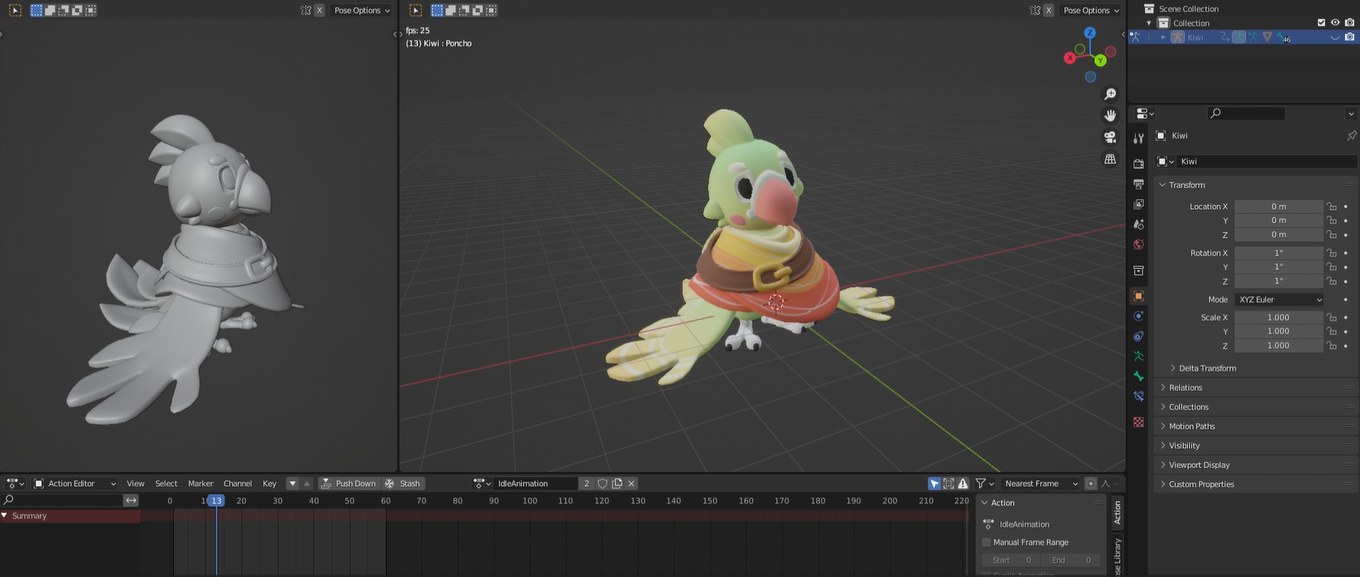 X Pose Options
X Pose Options
fps: 25
(13) Kiwi : Poncho
Z
X
Y
Scene Collection
Collection
Kiwi 46
Kiwi
Kiwi
Transform
Location X 0 m
Y 0 m
Z 0 m
Rotation X 1°
Y 1°
Z 1°
Mode XYZ Euler
Scale X 1.000
Y 1.000
Z 1.000
Delta Transform
Relations
Collections
Motion Paths
Visibility
Viewport Display
Custom Properties
Action Editor View Select Marker Channel Key Push Down Stash IdleAnimation 2 Nearest Frame
0 13 20 30 40 50 60 70 80 90 100 110 120 130 140 150 160 170 180 190 200 210 220
Summary
Action
IdleAnimation
Manual Frame Range
Start 0 End 0
Action